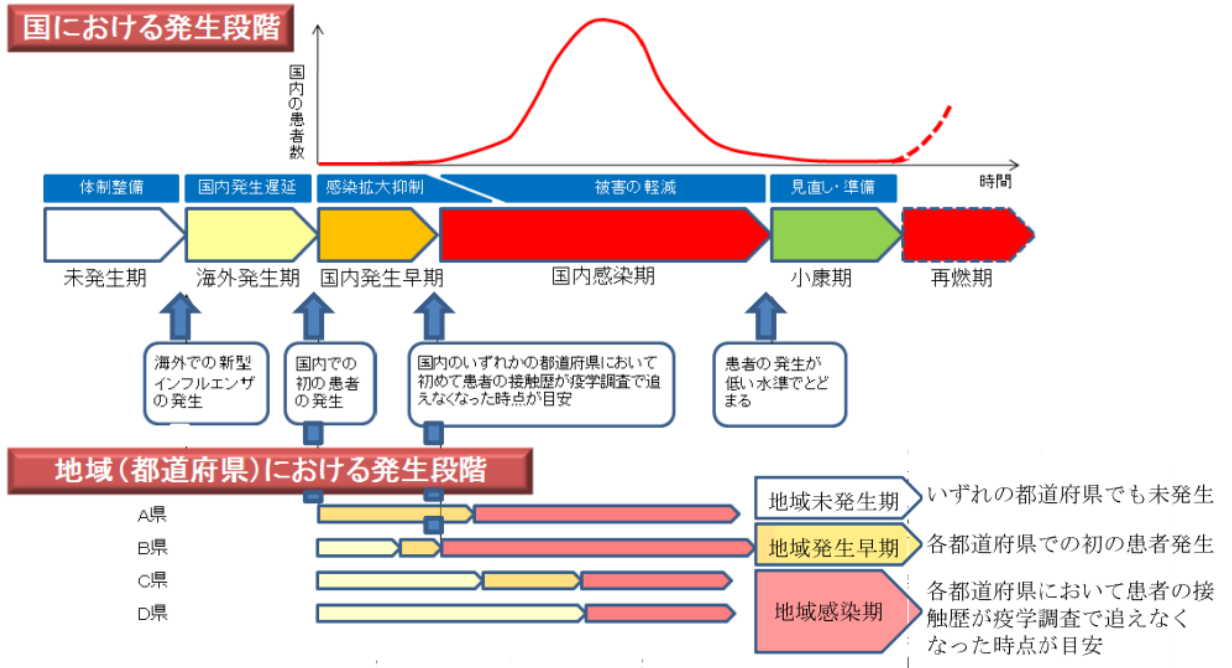 国における発生段階
国内の患者数
時間
体制整備
国内発生遅延
感染拡大抑制
被害の軽減
見直し・準備
未発生期
海外発生期
国内発生早期
国内感染期
小康期
再燃期
海外での新型
インフルエンザ
の発生
国内での
初の患者
の発生
国内のいずれかの都道府県において
初めて患者の接触歴が疫学調査で追
えなくなった時点が目安
患者の発生が
低い水準でとど
まる
地域(都道府県)における発生段階
A県
B県
C県
D県
地域未発生期
いずれの都道府県でも未発生
地域発生早期
各都道府県での初の患者発生
地域感染期
各都道府県において患者の接
触歴が疫学調査で追えなく
なった時点が目安